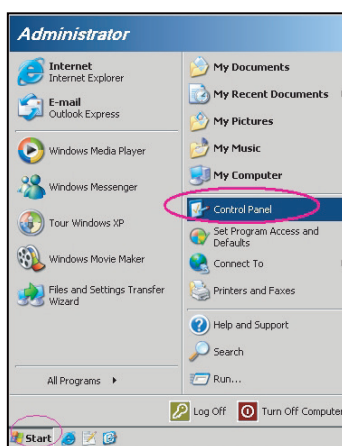 Administrator
Internet
Internet Explorer
E-mail
Outlook Express
Windows Media Player
Windows Messenger
Tour Windows XP
Windows Movie Maker
Files and Settings Transfer
Wizard
All Programs
My Documents
My Recent Documents
My Pictures
My Music
My Computer
Control Panel
Set Program Access and
Defaults
Connect To
Printers and Faxes
Help and Support
Search
Run...
Log Off
Turn Off Computer
Start